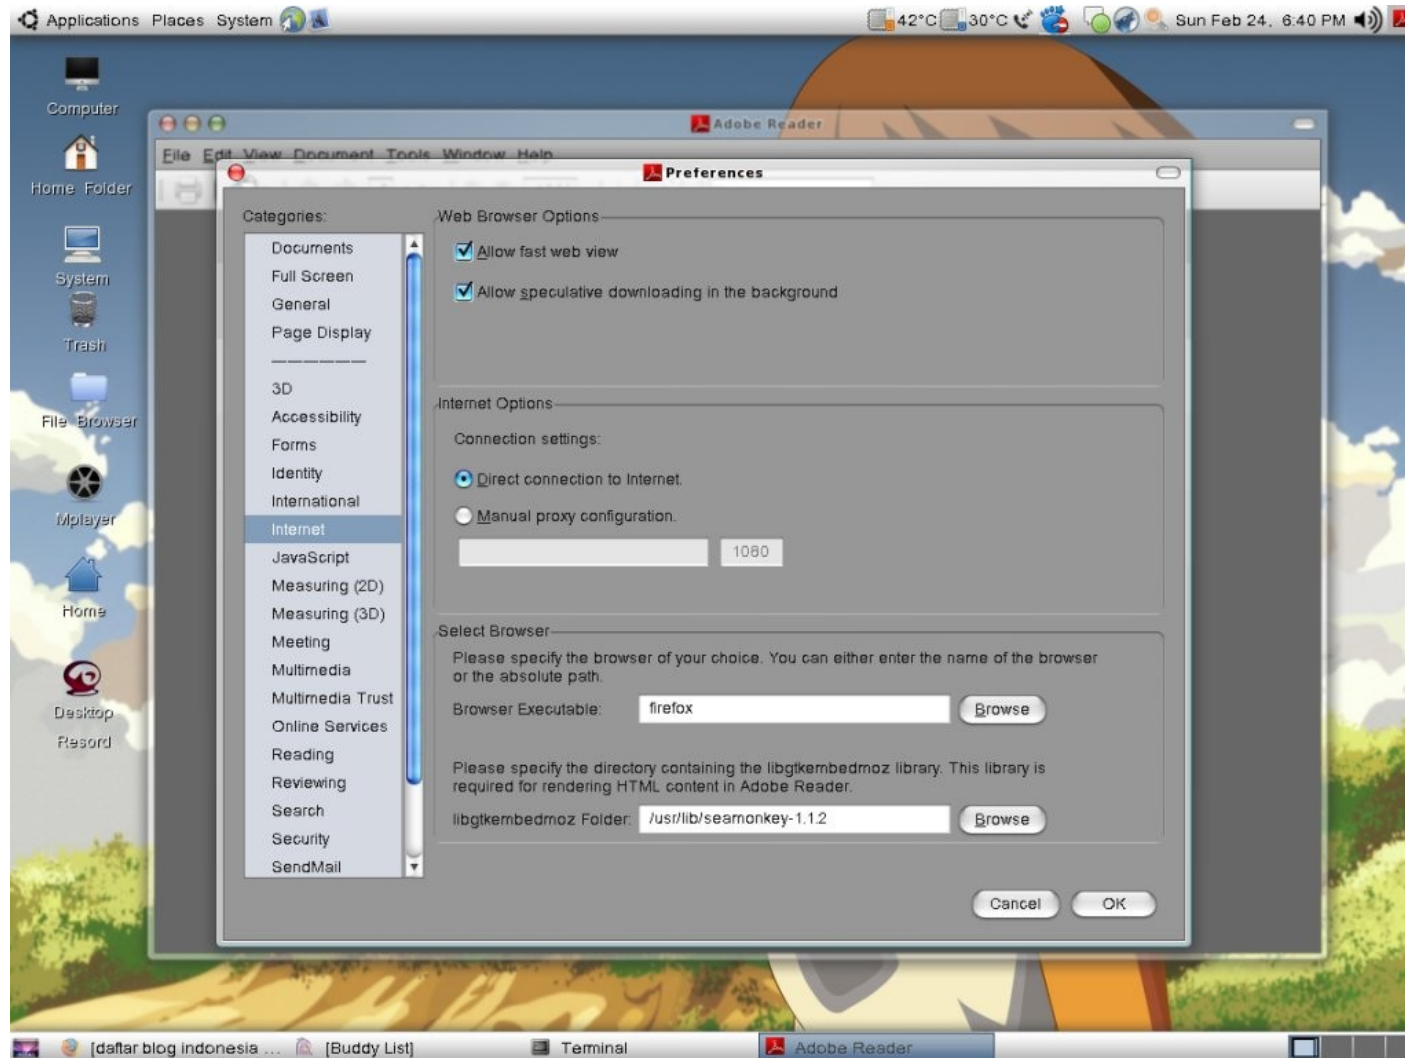 Applications Places System 42°C 30°C Sun Feb 24, 6:40 PM
Computer
Home Folder
System
Trash
File Browser
Mplayer
Home
Desktop
Resord
Adobe Reader
File Edit View Document Tools Window Help
Preferences
Categories:
Documents
Full Screen
General
Page Display
——————
3D
Accessibility
Forms
Identity
International
Internet
JavaScript
Measuring (2D)
Measuring (3D)
Meeting
Multimedia
Multimedia Trust
Online Services
Reading
Reviewing
Search
Security
SendMail
Web Browser Options
Allow fast web view
Allow speculative downloading in the background
Internet Options
Connection settings:
Direct connection to Internet.
Manual proxy configuration.
1080
Select Browser
Please specify the browser of your choice. You can either enter the name of the browser
or the absolute path.
Browser Executable: firefox Browse
Please specify the directory containing the libgtkembedmoz library. This library is
required for rendering HTML content in Adobe Reader.
libgtkembedmoz Folder: /usr/lib/seamonkey-1.1.2 Browse
Cancel OK
[daftar blog indonesia ... [Buddy List] Terminal Adobe Reader